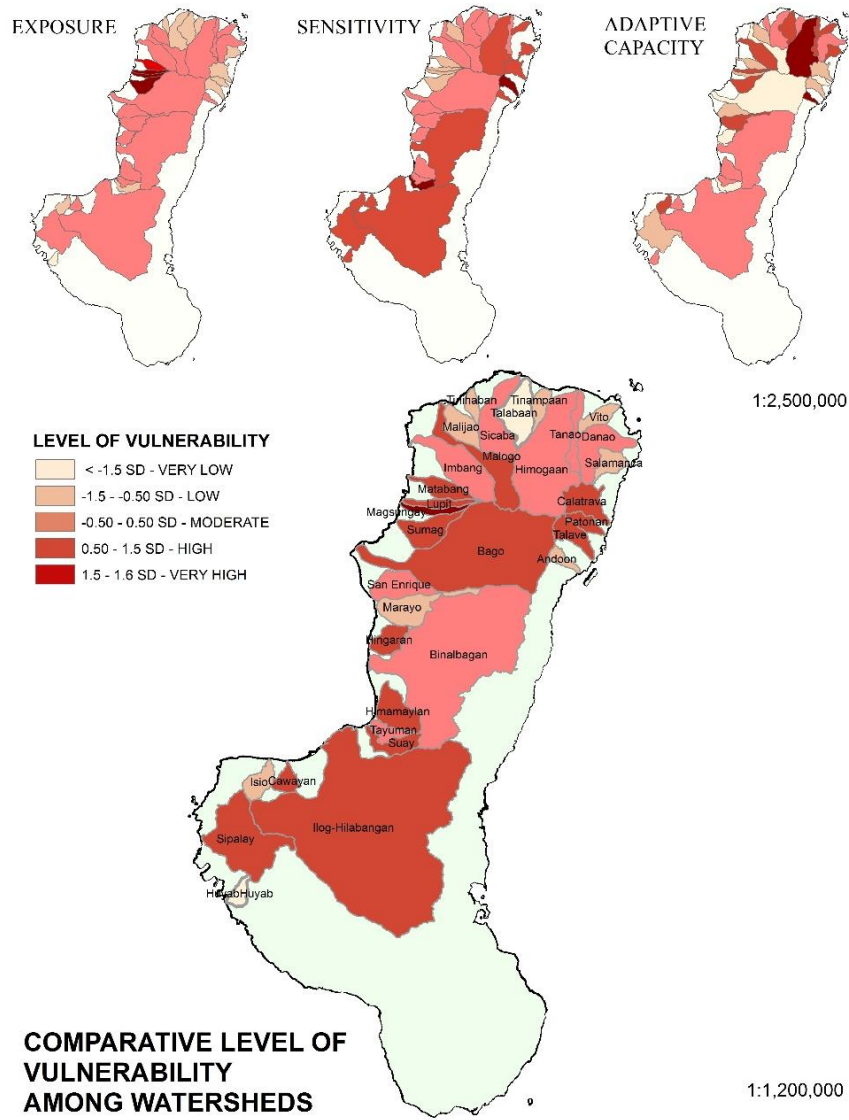 EXPOSURE
SENSITIVITY
ADAPTIVE
CAPACITY
1:2,500,000
LEVEL OF VULNERABILITY
< -1.5 SD - VERY LOW
-1.5 - -0.50 SD - LOW
-0.50 - 0.50 SD - MODERATE
0.50 - 1.5 SD - HIGH
1.5 - 1.6 SD - VERY HIGH
Tinihaban
Tinampaan
Talabaan
Malijao
Vito
Sicaba
Tanao
Danao
Malogo
Imbang
Himogaan
Salamanca
Matabang
Lupit
Calatrava
Magsungay
Sumag
Patonan
Talave
Bago
Andoon
San Enrique
Marayo
Hingaran
Binalbagan
Himamaylan
Tayuman
Suay
Isio
Cawayan
Ilog-Hilabangan
Sipalay
HuyabHuyab
COMPARATIVE LEVEL OF
VULNERABILITY
AMONG WATERSHEDS
1:1,200,000